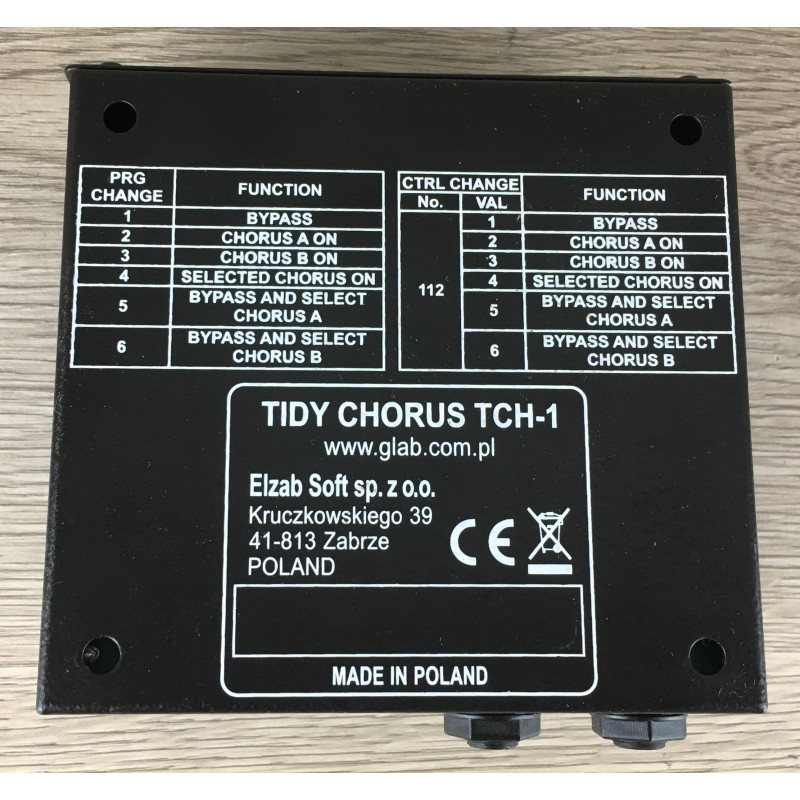 PRG CHANGE FUNCTION
1 BYPASS
2 CHORUS A ON
3 CHORUS B ON
4 SELECTED CHORUS ON
5 BYPASS AND SELECT CHORUS A
6 BYPASS AND SELECT CHORUS B
CTRL CHANGE FUNCTION
No. VAL
112
1 BYPASS
2 CHORUS A ON
3 CHORUS B ON
4 SELECTED CHORUS ON
5 BYPASS AND SELECT CHORUS A
6 BYPASS AND SELECT CHORUS B
TIDY CHORUS TCH-1
www.glab.com.pl
Elzab Soft sp. z o.o.
Kruczkowskiego 39
41-813 Zabrze
POLAND
CE
MADE IN POLAND